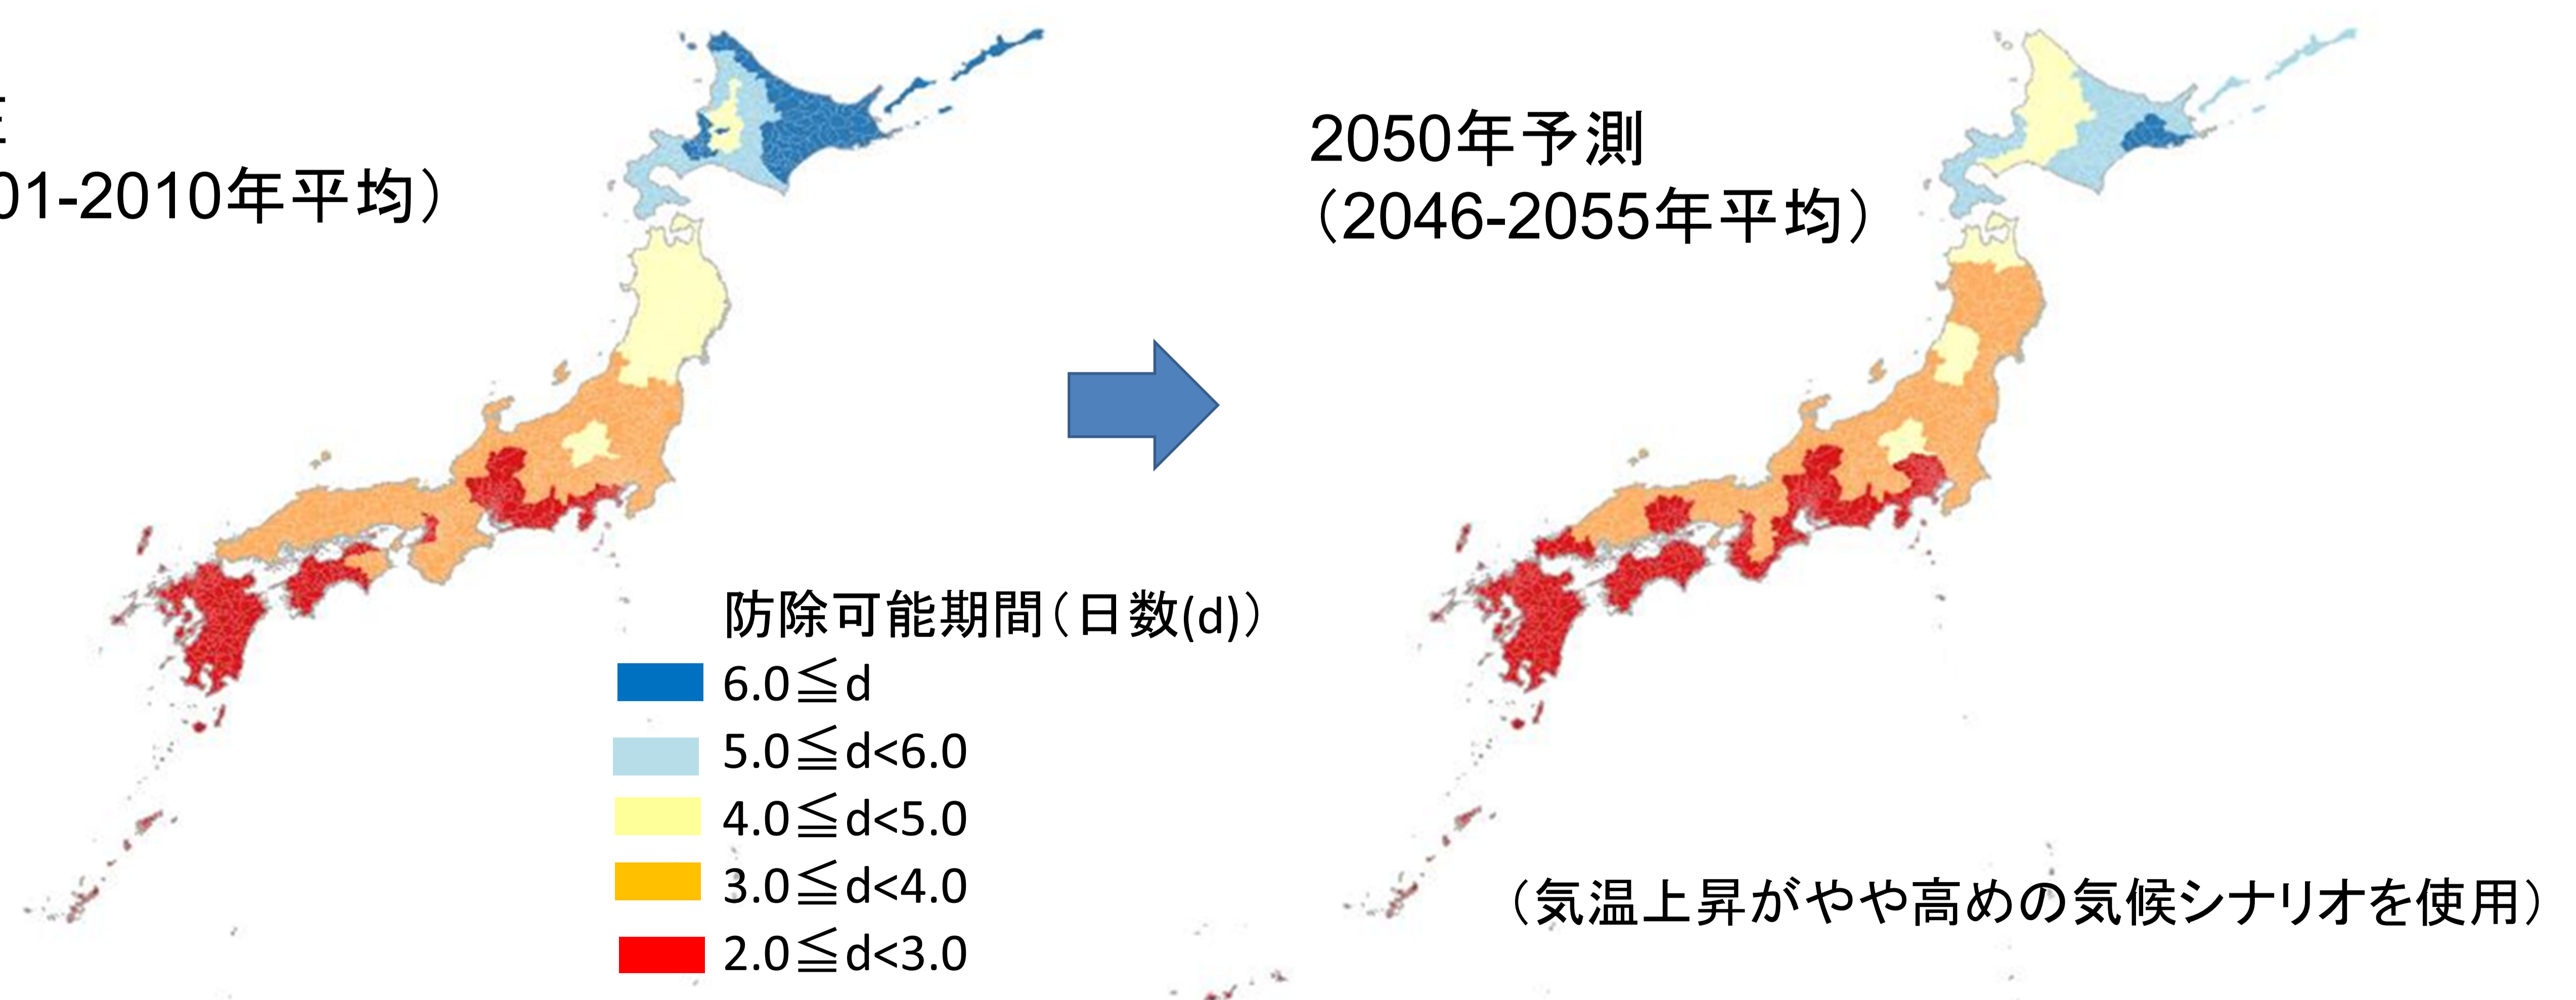 01-2010年平均）
2050年予測
（2046-2055年平均）
防除可能期間（日数(d)）
6.0≦d
5.0≦d<6.0
4.0≦d<5.0
3.0≦d<4.0
2.0≦d<3.0
（気温上昇がやや高めの気候シナリオを使用）